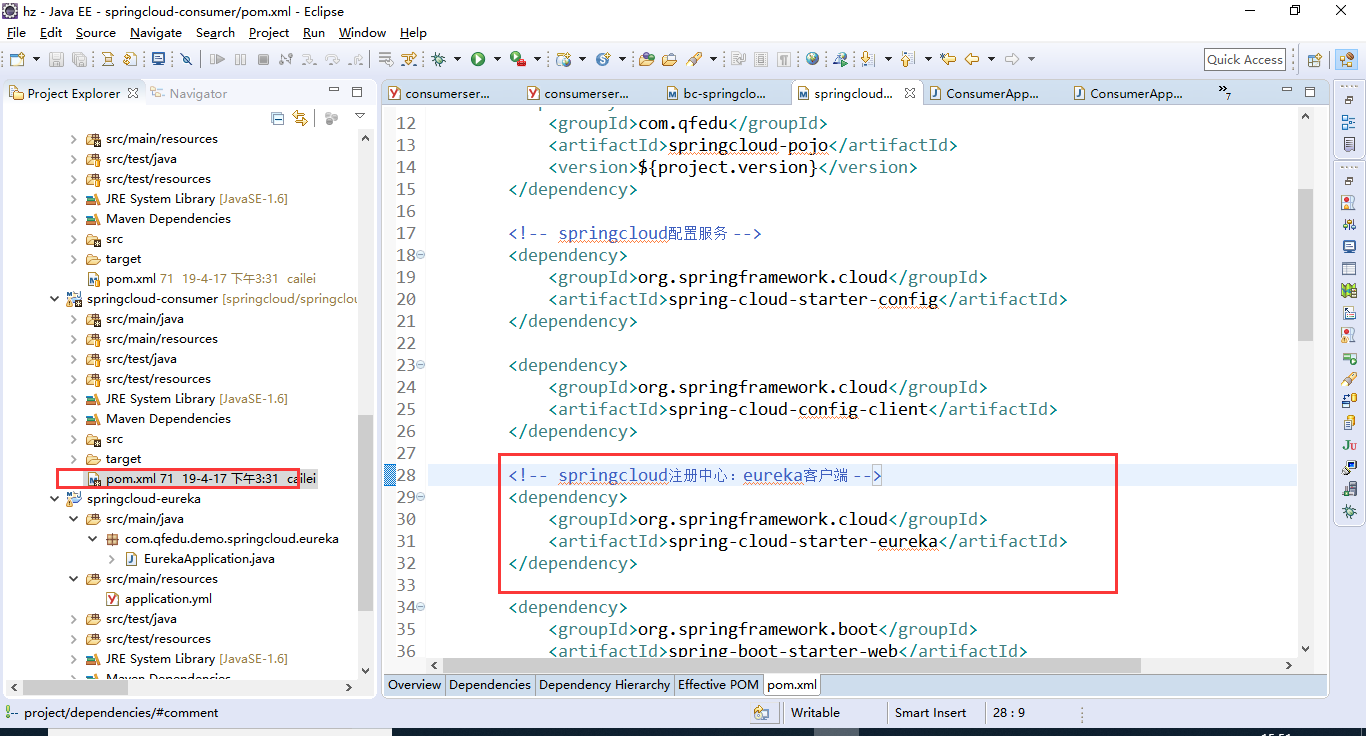 hz - Java EE - springcloud-consumer/pom.xml - Eclipse
File Edit Source Navigate Search Project Run Window Help
Quick Access
Project Explorer Navigator
src/main/resources
src/test/java
src/test/resources
JRE System Library [JavaSE-1.6]
Maven Dependencies
src
target
pom.xml 71 19-4-17 下午3:31 cailei
springcloud-consumer [springcloud/springclou
src/main/java
src/main/resources
src/test/java
src/test/resources
JRE System Library [JavaSE-1.6]
Maven Dependencies
src
target
pom.xml 71 19-4-17 下午3:31 cailei
springcloud-eureka
src/main/java
com.qfedu.demo.springcloud.eureka
EurekaApplication.java
src/main/resources
application.yml
src/test/java
src/test/resources
JRE System Library [JavaSE-1.6]
Maven Dependencies
consumerser... consumerser... bc-springclo... springcloud... ConsumerApp... ConsumerApp... »7
12 <groupId>com.qfedu</groupId>
13 <artifactId>springcloud-pojo</artifactId>
14 <version>${project.version}</version>
15 </dependency>
16
17 <!-- springcloud配置服务 -->
18 <dependency>
19 <groupId>org.springframework.cloud</groupId>
20 <artifactId>spring-cloud-starter-config</artifactId>
21 </dependency>
22
23 <dependency>
24 <groupId>org.springframework.cloud</groupId>
25 <artifactId>spring-cloud-config-client</artifactId>
26 </dependency>
27
28 <!-- springcloud注册中心：eureka客户端 -->
29 <dependency>
30 <groupId>org.springframework.cloud</groupId>
31 <artifactId>spring-cloud-starter-eureka</artifactId>
32 </dependency>
33
34 <dependency>
35 <groupId>org.springframework.boot</groupId>
36 <artifactId>spring-boot-starter-web</artifactId>
Overview Dependencies Dependency Hierarchy Effective POM pom.xml
project/dependencies/#comment Writable Smart Insert 28 : 9